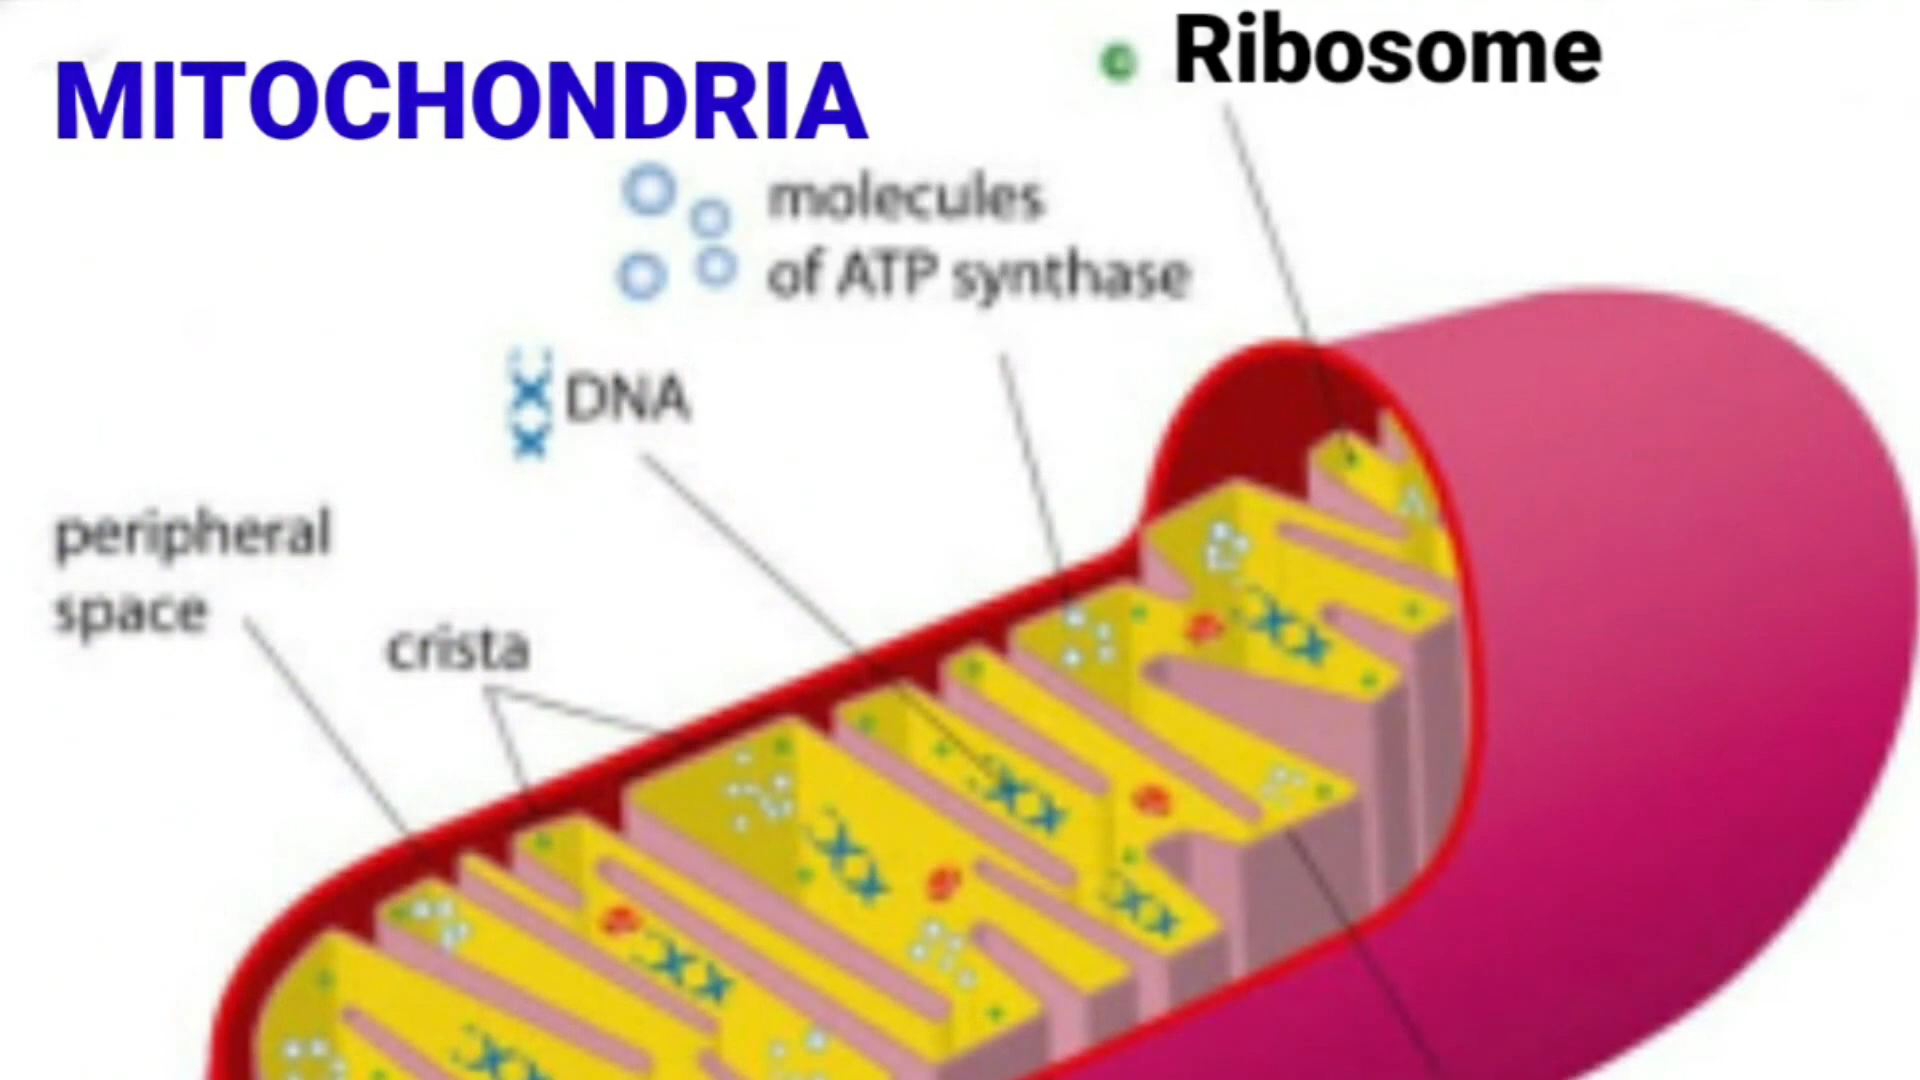 MITOCHONDRIA
Ribosome
molecules
of ATP synthase
DNA
peripheral
space
crista